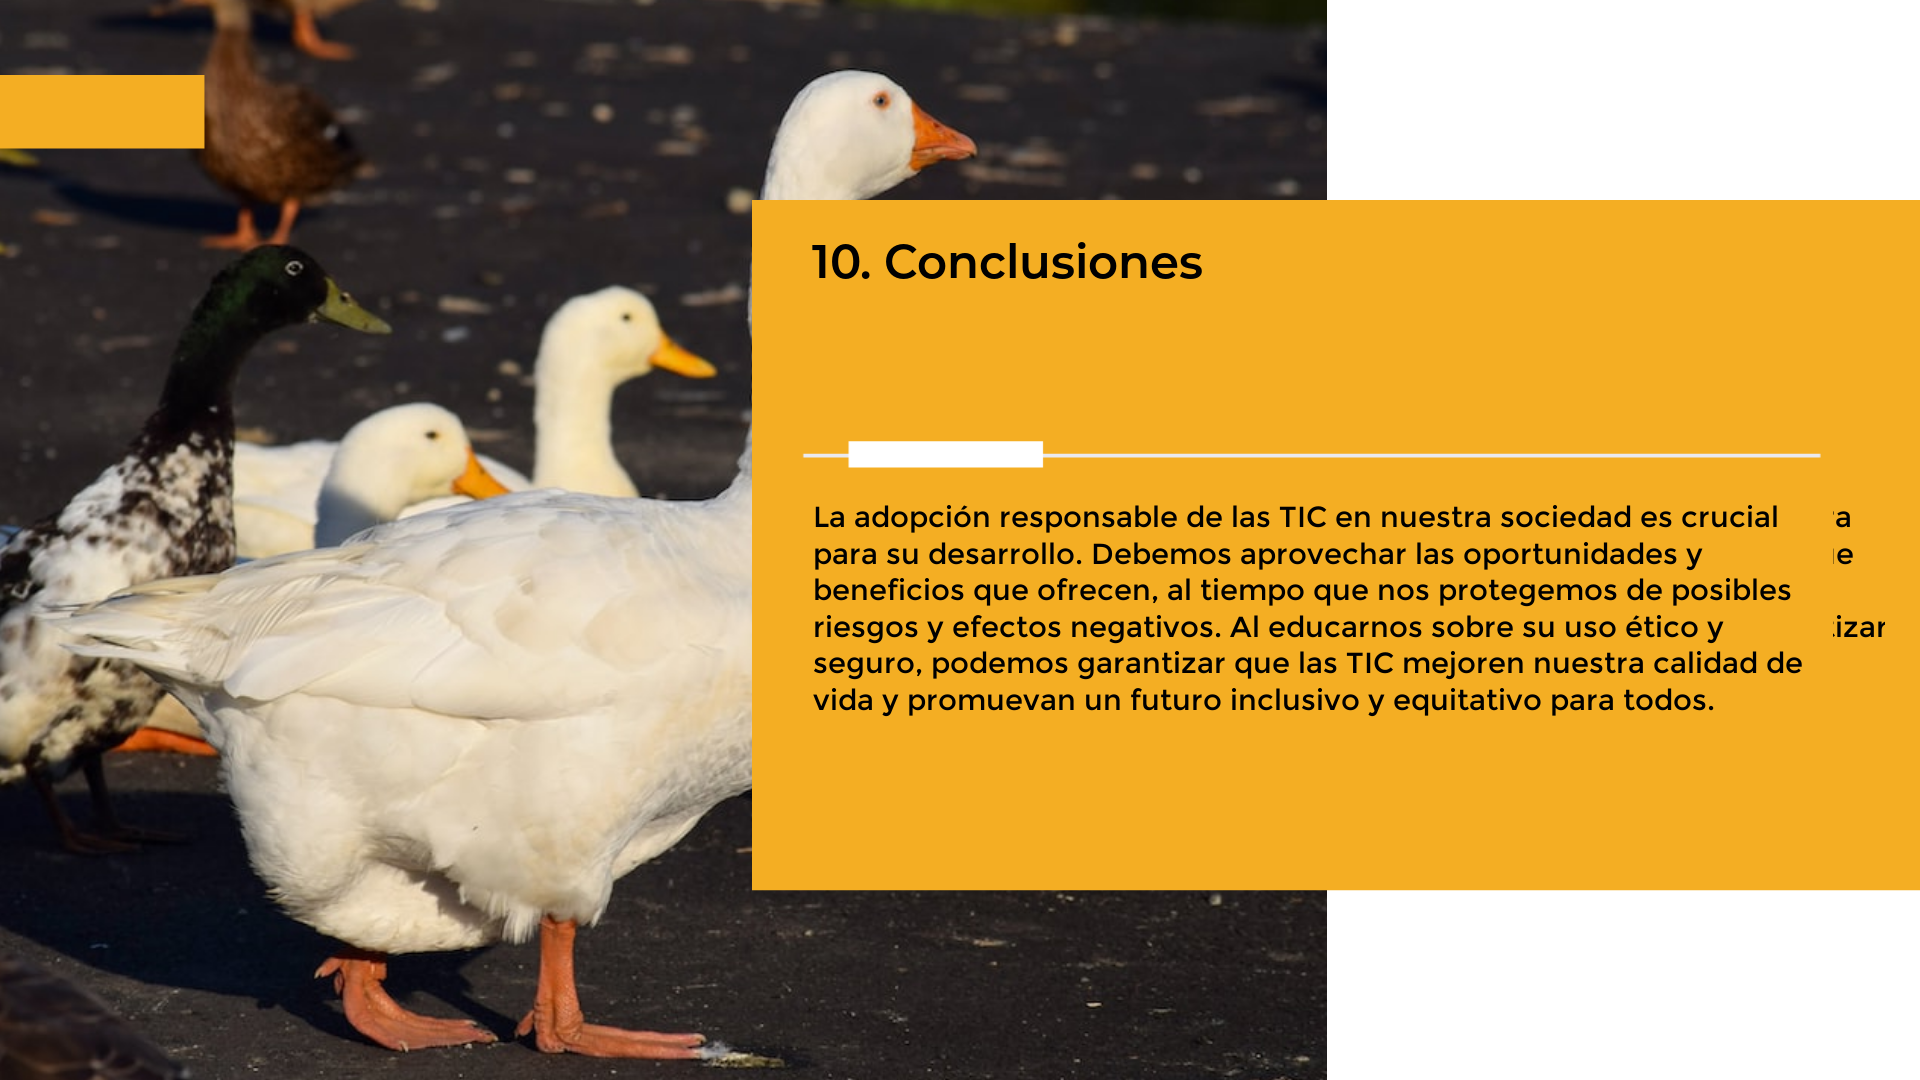 10. Conclusiones
La adopción responsable de las TIC en nuestra sociedad es crucial
para su desarrollo. Debemos aprovechar las oportunidades y
beneficios que ofrecen, al tiempo que nos protegemos de posibles
riesgos y efectos negativos. Al educarnos sobre su uso ético y
seguro, podemos garantizar que las TIC mejoren nuestra calidad de
vida y promuevan un futuro inclusivo y equitativo para todos.